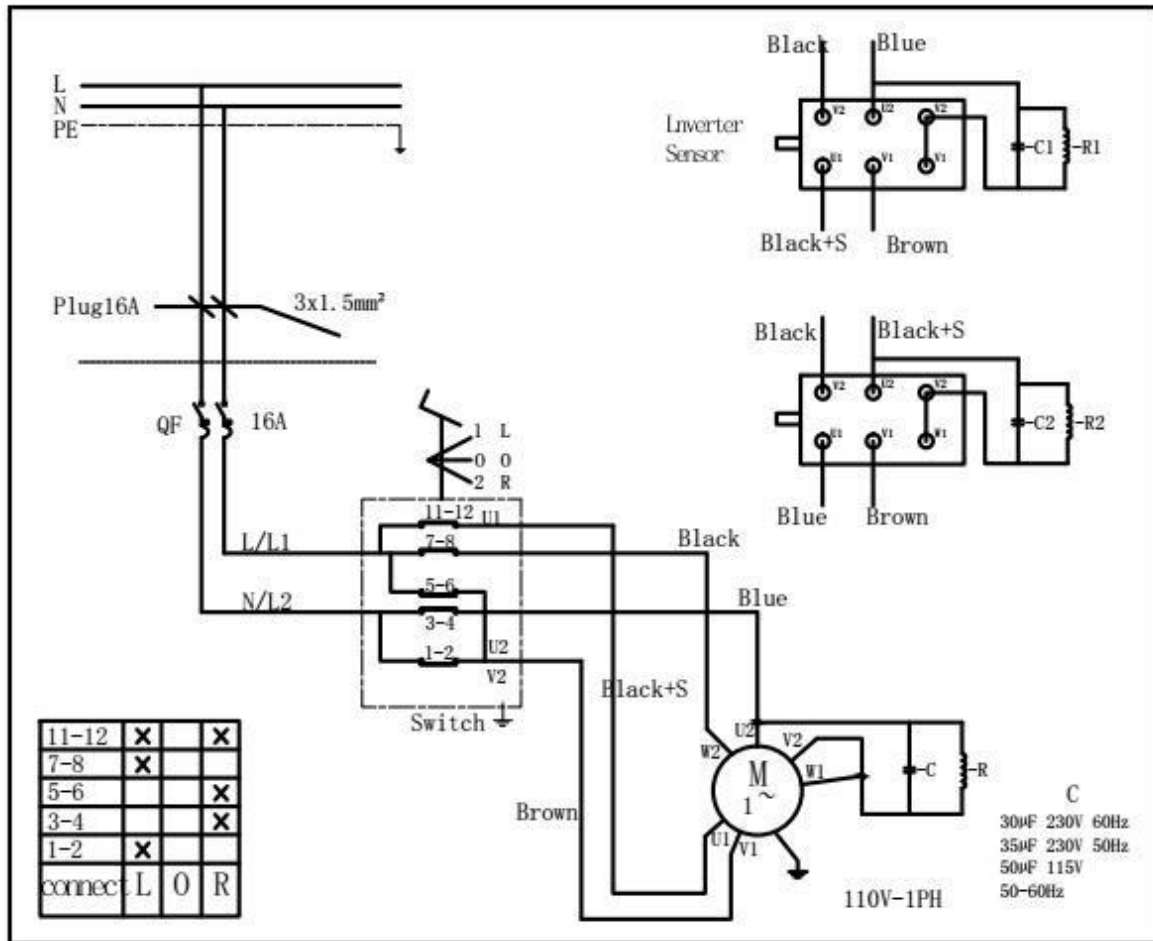 L
N
PE
Plug16A
3x1.5mm²
QF
16A
1 L
0 O
2 R
11-12
U1
7-8
5-6
3-4
1-2
U2
V2
L/L1
N/L2
Switch
Black
Blue
Black+S
Brown
W2
U2
V2
W1
U1
V1
M
1~
-C
-R
110V-1PH
C
30µF 230V 60Hz
35µF 230V 50Hz
50µF 115V
50-60Hz
Lnverter
Sensor
Black
Blue
V2
U2
V2
U1
V1
V1
-C1
-R1
Black+S
Brown
Black
Black+S
V2
U2
V2
U1
V1
W1
-C2
-R2
Blue
Brown
11-12 X X
7-8 X
5-6 X
3-4 X
1-2 X
connect L O R